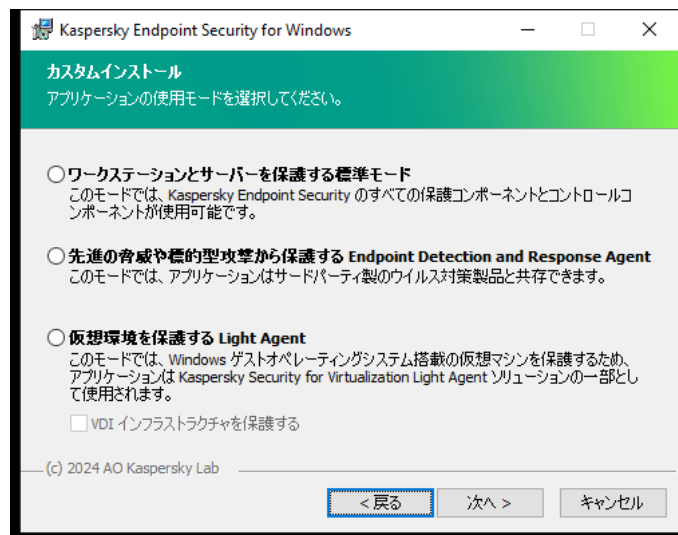 Kaspersky Endpoint Security for Windows
カスタムインストール
アプリケーションの使用モードを選択してください。
ワークステーションとサーバーを保護する標準モード
このモードでは、Kaspersky Endpoint Security のすべての保護コンポーネントとコントロールコ
ンポーネントが使用可能です。
先進の脅威や標的型攻撃から保護する Endpoint Detection and Response Agent
このモードでは、アプリケーションはサードパーティ製のウイルス対策製品と共存できます。
仮想環境を保護する Light Agent
このモードでは、Windows ゲストオペレーティングシステム搭載の仮想マシンを保護するため、
アプリケーションは Kaspersky Security for Virtualization Light Agent ソリューションの一部とし
て使用されます。
VDI インフラストラクチャを保護する
(c) 2024 AO Kaspersky Lab
< 戻る 次へ > キャンセル